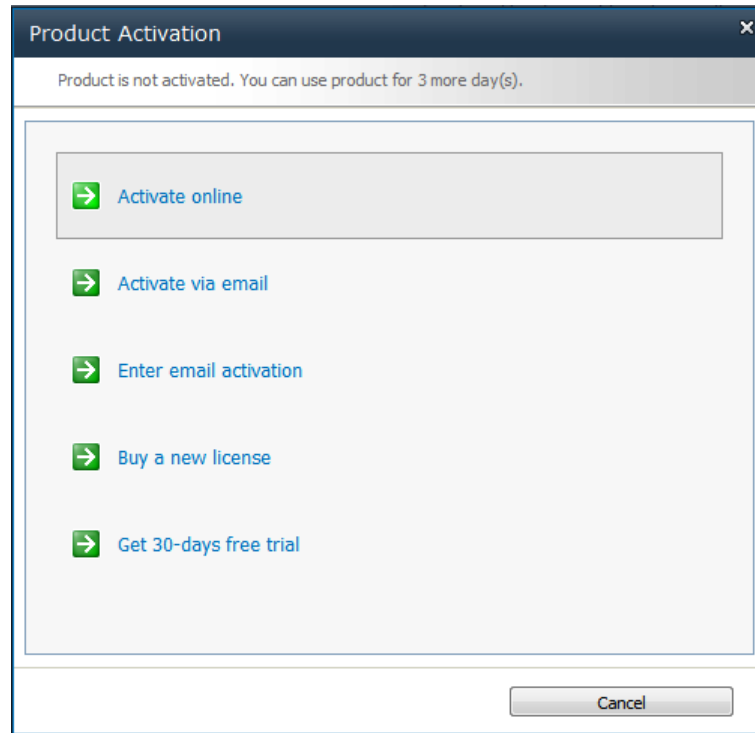 Product Activation
Product is not activated. You can use product for 3 more day(s).
Activate online
Activate via email
Enter email activation
Buy a new license
Get 30-days free trial
Cancel